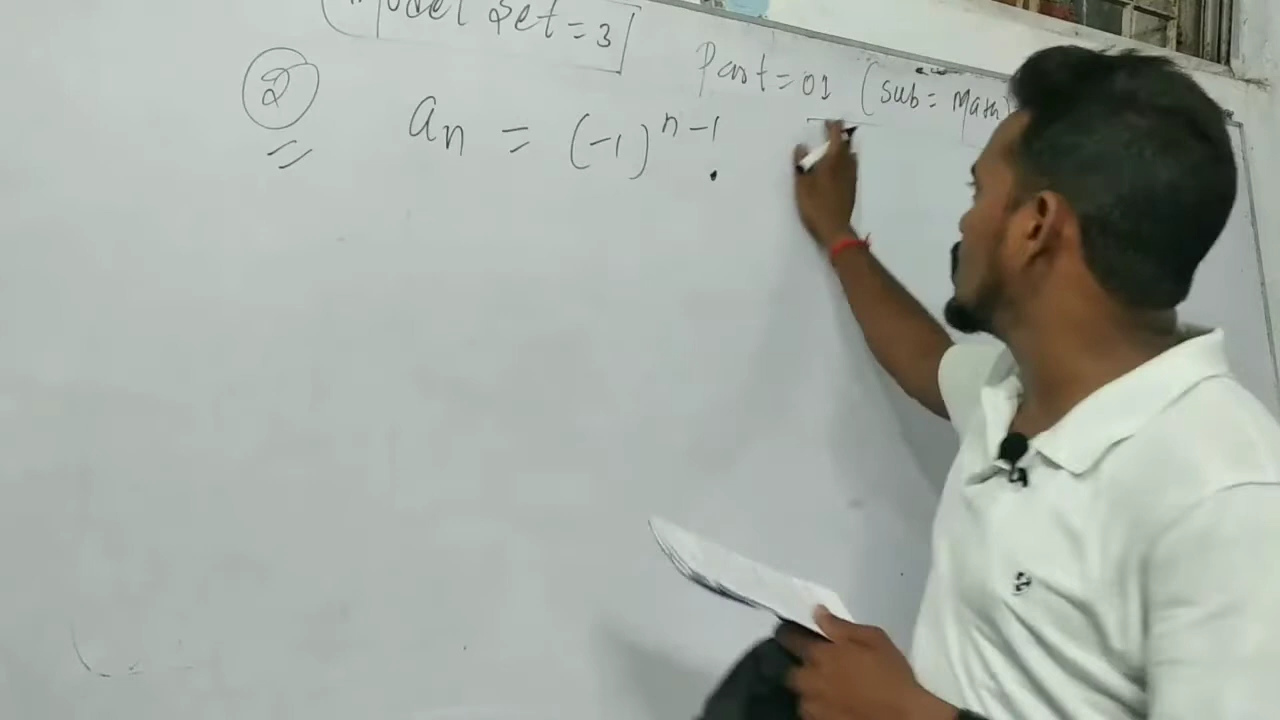 Model Set = 3
Part = 01 (Sub = Math)
② aₙ = (-1)ⁿ⁻¹.